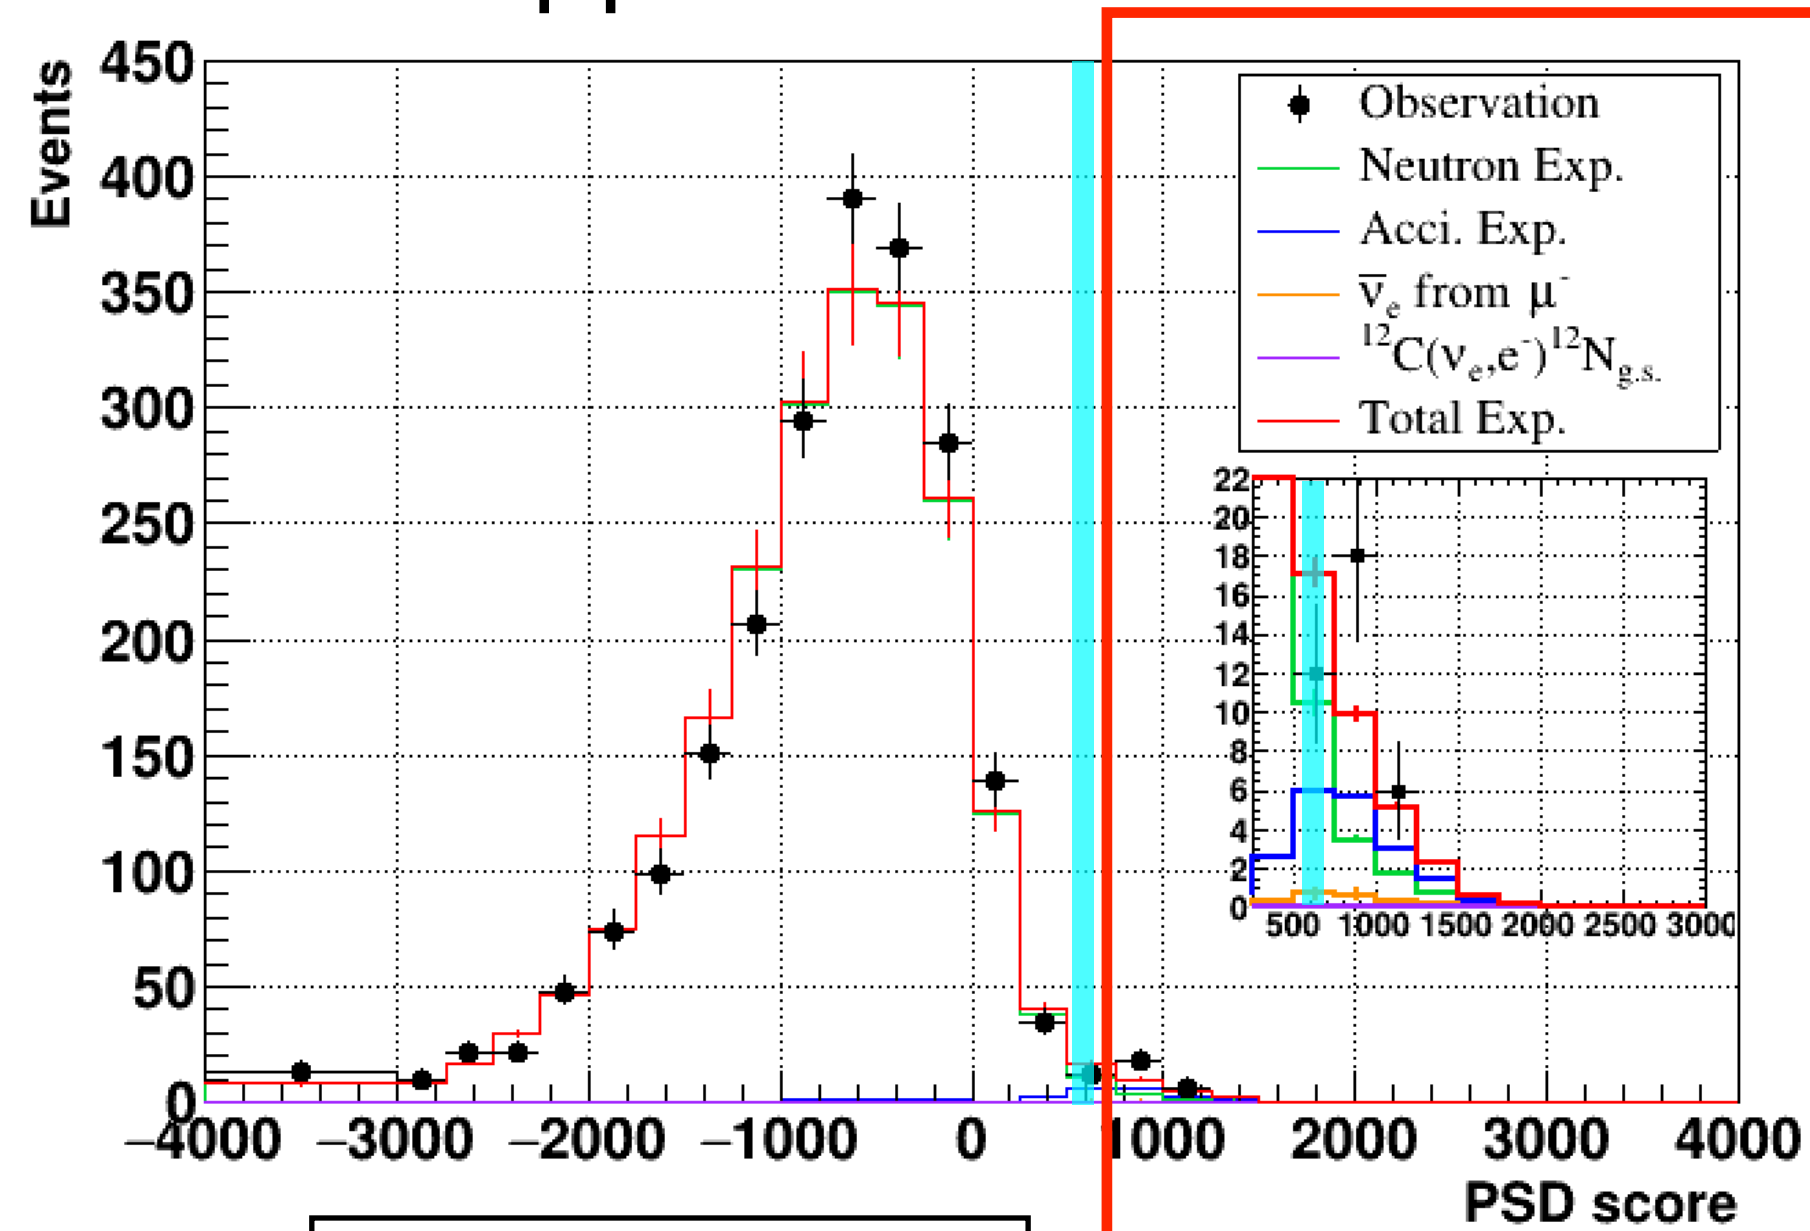 Events
450
400
350
300
250
200
150
100
50
0
Observation
Neutron Exp.
Acci. Exp.
ν̅ₑ from μ⁻
¹²C(νₑ,e⁻)¹²N g.s.
Total Exp.
22
20
18
16
14
12
10
8
6
4
2
0
500 1000 1500 2000 2500 3000
−4000 −3000 −2000 −1000 0 1000 2000 3000 4000
PSD score